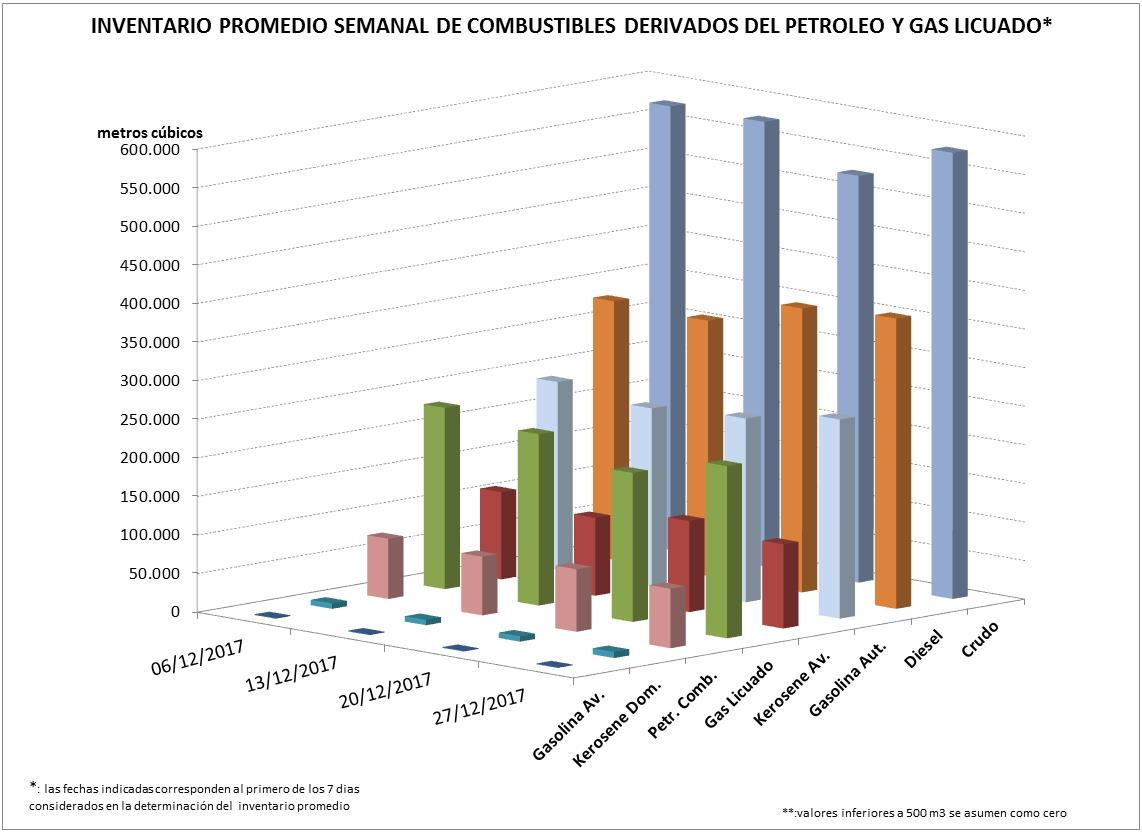 INVENTARIO PROMEDIO SEMANAL DE COMBUSTIBLES DERIVADOS DEL PETROLEO Y GAS LICUADO*
metros cúbicos
600.000
550.000
500.000
450.000
400.000
350.000
300.000
250.000
200.000
150.000
100.000
50.000
0
06/12/2017
13/12/2017
20/12/2017
27/12/2017
Gasolina Av.
Kerosene Dom.
Petr. Comb.
Gas Licuado
Kerosene Av.
Gasolina Aut.
Diesel
Crudo
*: las fechas indicadas corresponden al primero de los 7 dias
considerados en la determinación del inventario promedio
**:valores inferiores a 500 m3 se asumen como cero